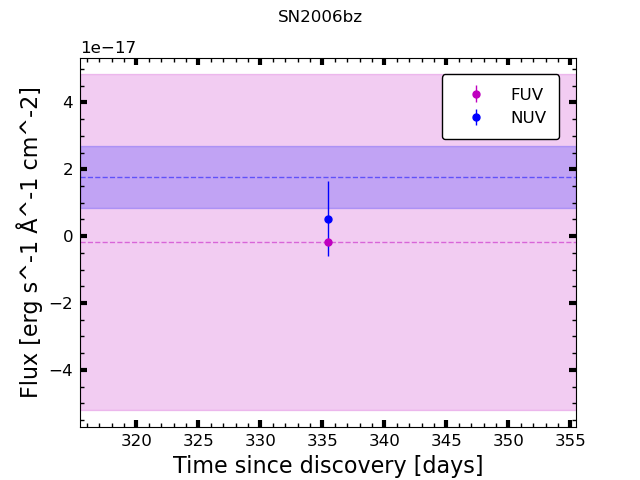 SN2006bz
1e−17
FUV
NUV
4
2
0
−2
−4
Flux [erg s^-1 Å^-1 cm^-2]
320 325 330 335 340 345 350 355
Time since discovery [days]